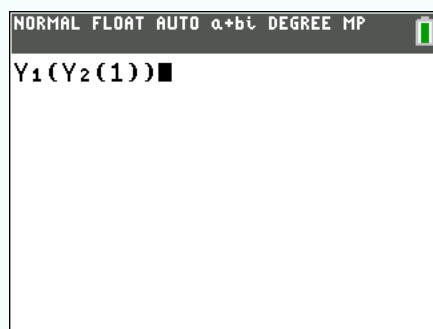 NORMAL FLOAT AUTO a+bi DEGREE MP
Y₁(Y₂(1))